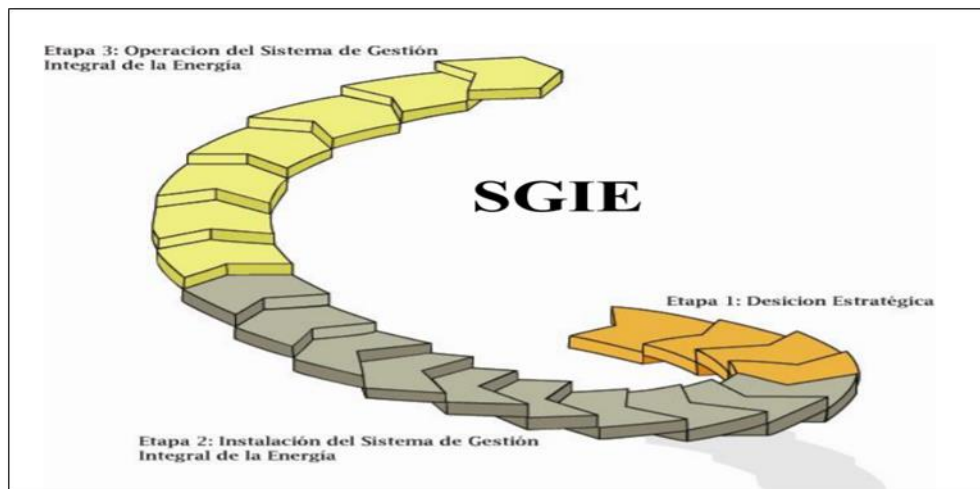 Etapa 3: Operacion del Sistema de Gestión
Integral de la Energía
SGIE
Etapa 1: Desicion Estratégica
Etapa 2: Instalación del Sistema de Gestión
Integral de la Energía